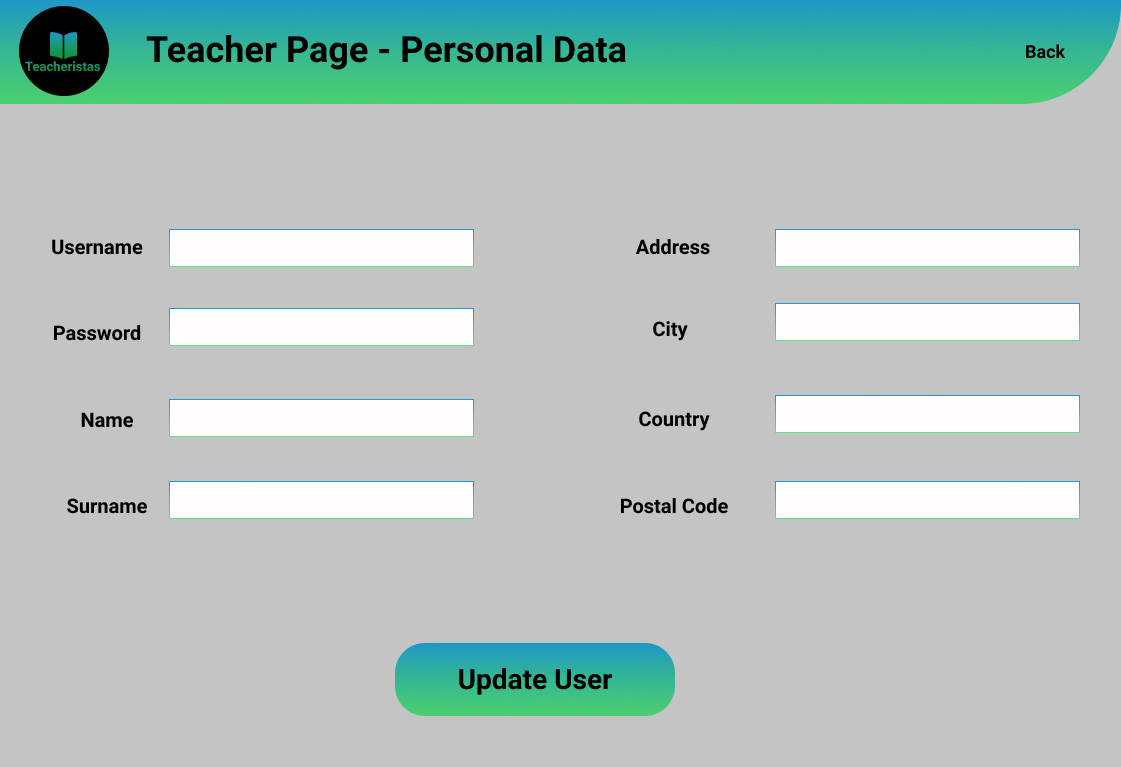 Teacheristas
Teacher Page - Personal Data
Back
Username
Address
Password
City
Name
Country
Surname
Postal Code
Update User